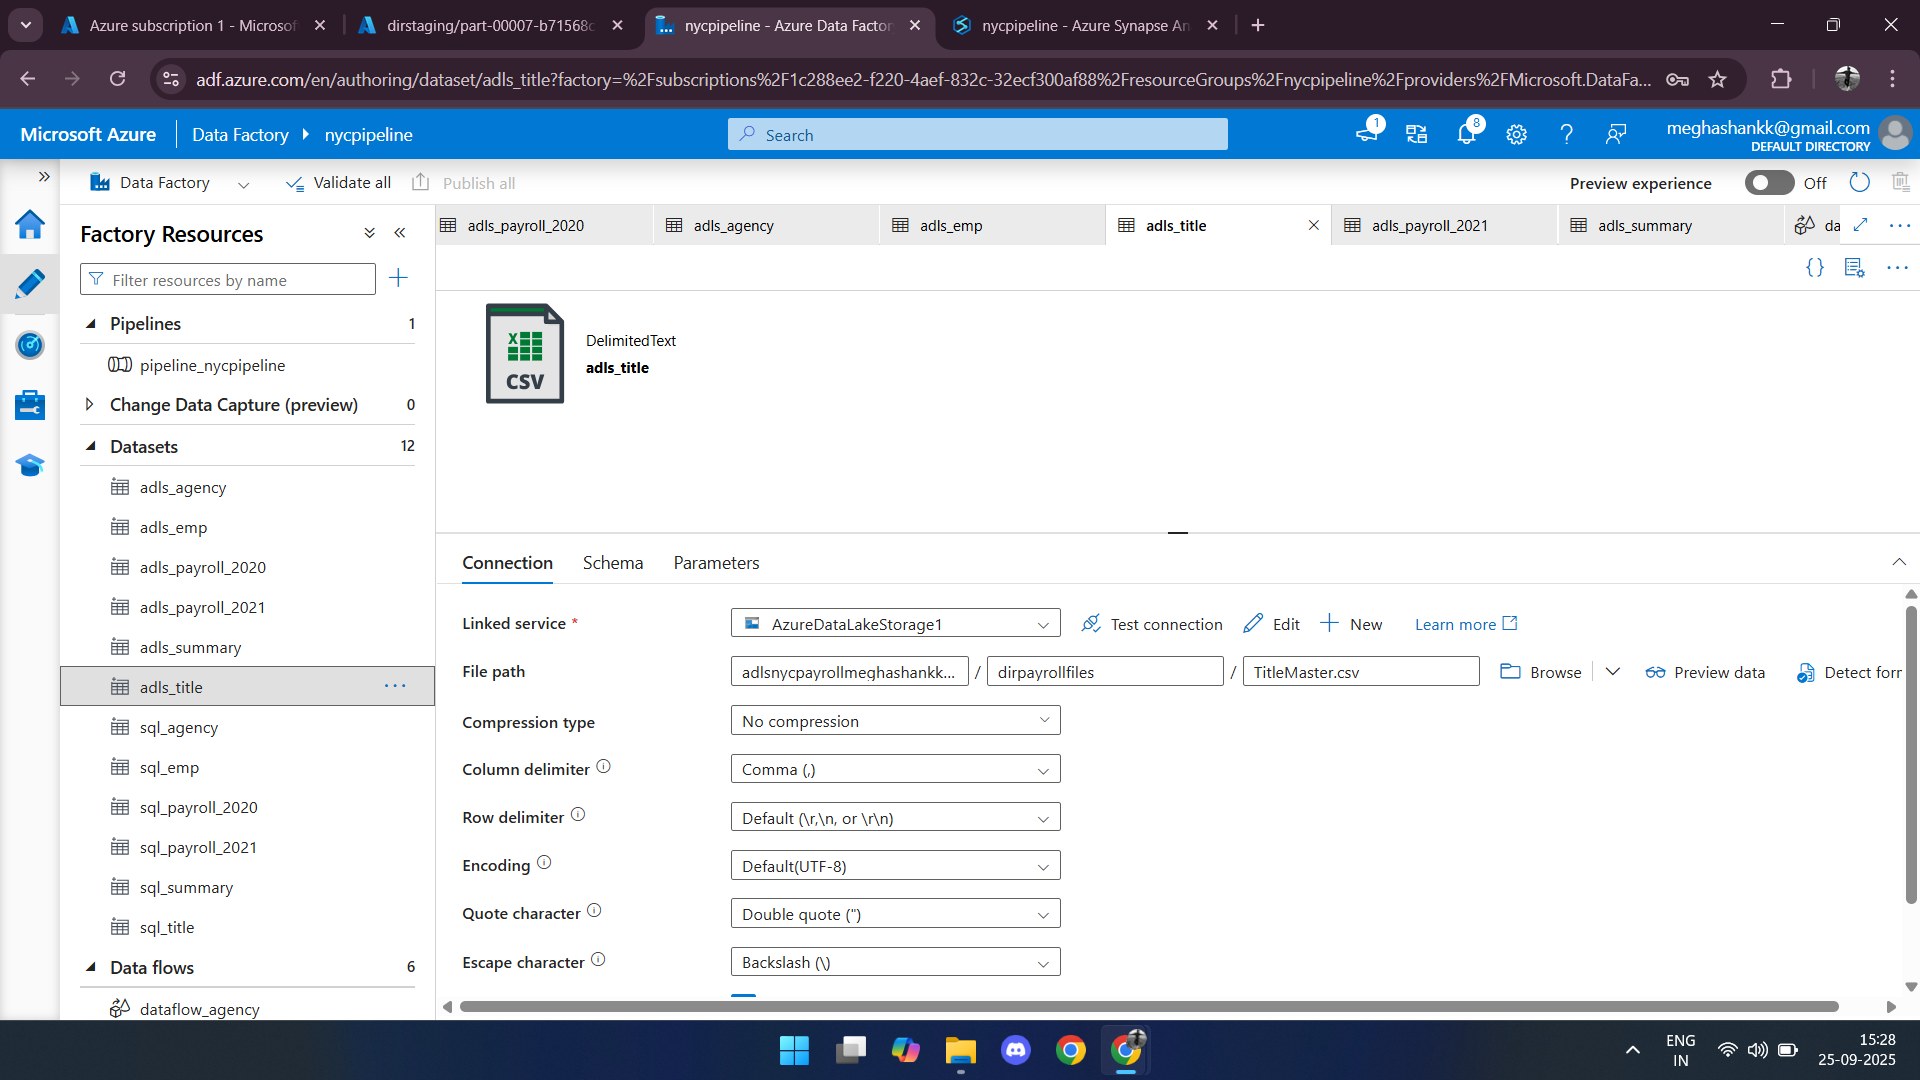 Azure subscription 1 - Microsof
dirstaging/part-00007-b71568c
nycpipeline - Azure Data Factor
nycpipeline - Azure Synapse An
adf.azure.com/en/authoring/dataset/adls_title?factory=%2Fsubscriptions%2F1c288ee2-f220-4aef-832c-32ecf300af88%2FresourceGroups%2Fnycpipeline%2Fproviders%2FMicrosoft.DataFa...
Microsoft Azure
Data Factory
nycpipeline
Search
1
8
meghashankk@gmail.com
DEFAULT DIRECTORY
Data Factory
Validate all
Publish all
Preview experience
Off
Factory Resources
Filter resources by name
Pipelines 1
pipeline_nycpipeline
Change Data Capture (preview) 0
Datasets 12
adls_agency
adls_emp
adls_payroll_2020
adls_payroll_2021
adls_summary
adls_title
sql_agency
sql_emp
sql_payroll_2020
sql_payroll_2021
sql_summary
sql_title
Data flows 6
dataflow_agency
adls_payroll_2020
adls_agency
adls_emp
adls_title
adls_payroll_2021
adls_summary
da
{}
X
CSV
DelimitedText
adls_title
Connection
Schema
Parameters
Linked service *
AzureDataLakeStorage1
Test connection
Edit
New
Learn more
File path
adlsnycpayrollmeghashankk... / dirpayrollfiles / TitleMaster.csv
Browse
Preview data
Detect forr
Compression type
No compression
Column delimiter
Comma (,)
Row delimiter
Default (\r,\n, or \r\n)
Encoding
Default(UTF-8)
Quote character
Double quote (")
Escape character
Backslash (\)
ENG
IN
15:28
25-09-2025